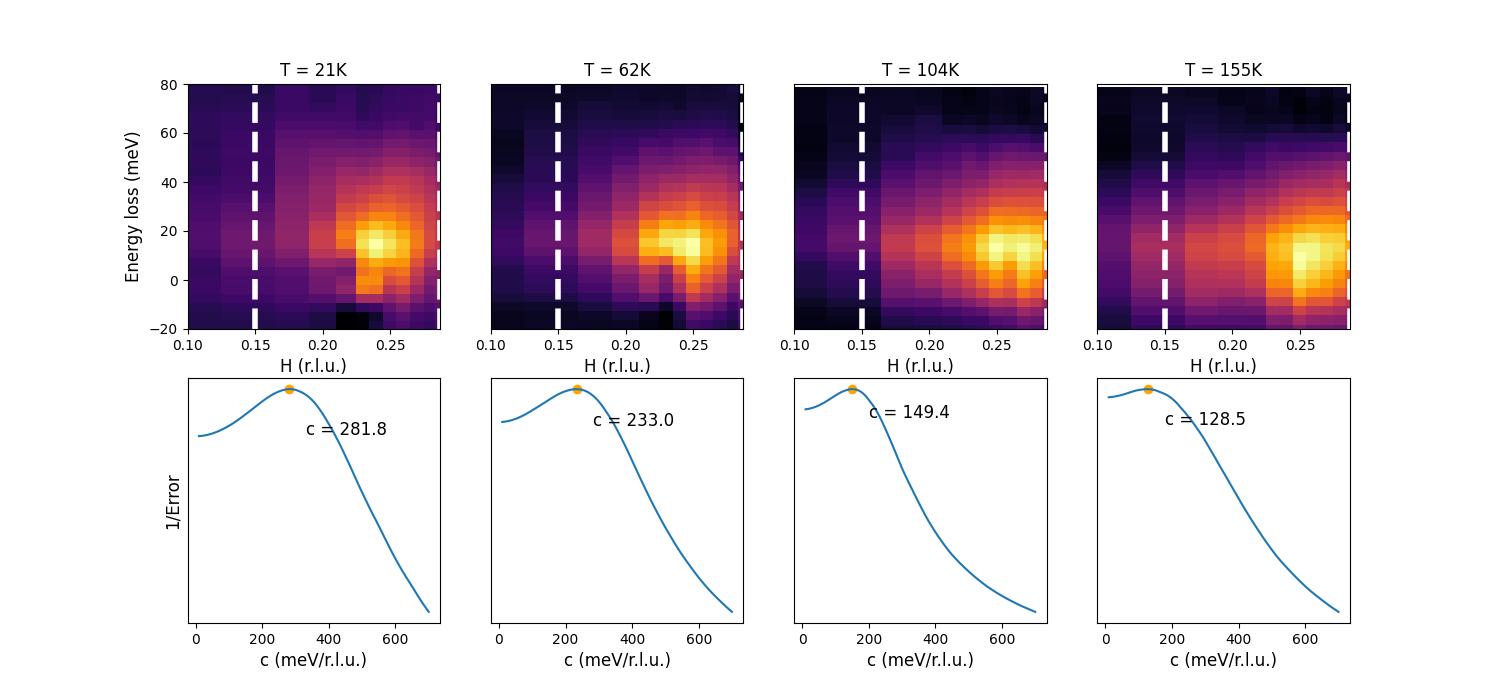 T = 21K
T = 62K
T = 104K
T = 155K
Energy loss (meV)
80
60
40
20
0
−20
0.10 0.15 0.20 0.25
0.10 0.15 0.20 0.25
0.10 0.15 0.20 0.25
0.10 0.15 0.20 0.25
H (r.l.u.)
H (r.l.u.)
H (r.l.u.)
H (r.l.u.)
1/Error
c = 281.8
c = 233.0
c = 149.4
c = 128.5
0 200 400 600
0 200 400 600
0 200 400 600
0 200 400 600
c (meV/r.l.u.)
c (meV/r.l.u.)
c (meV/r.l.u.)
c (meV/r.l.u.)